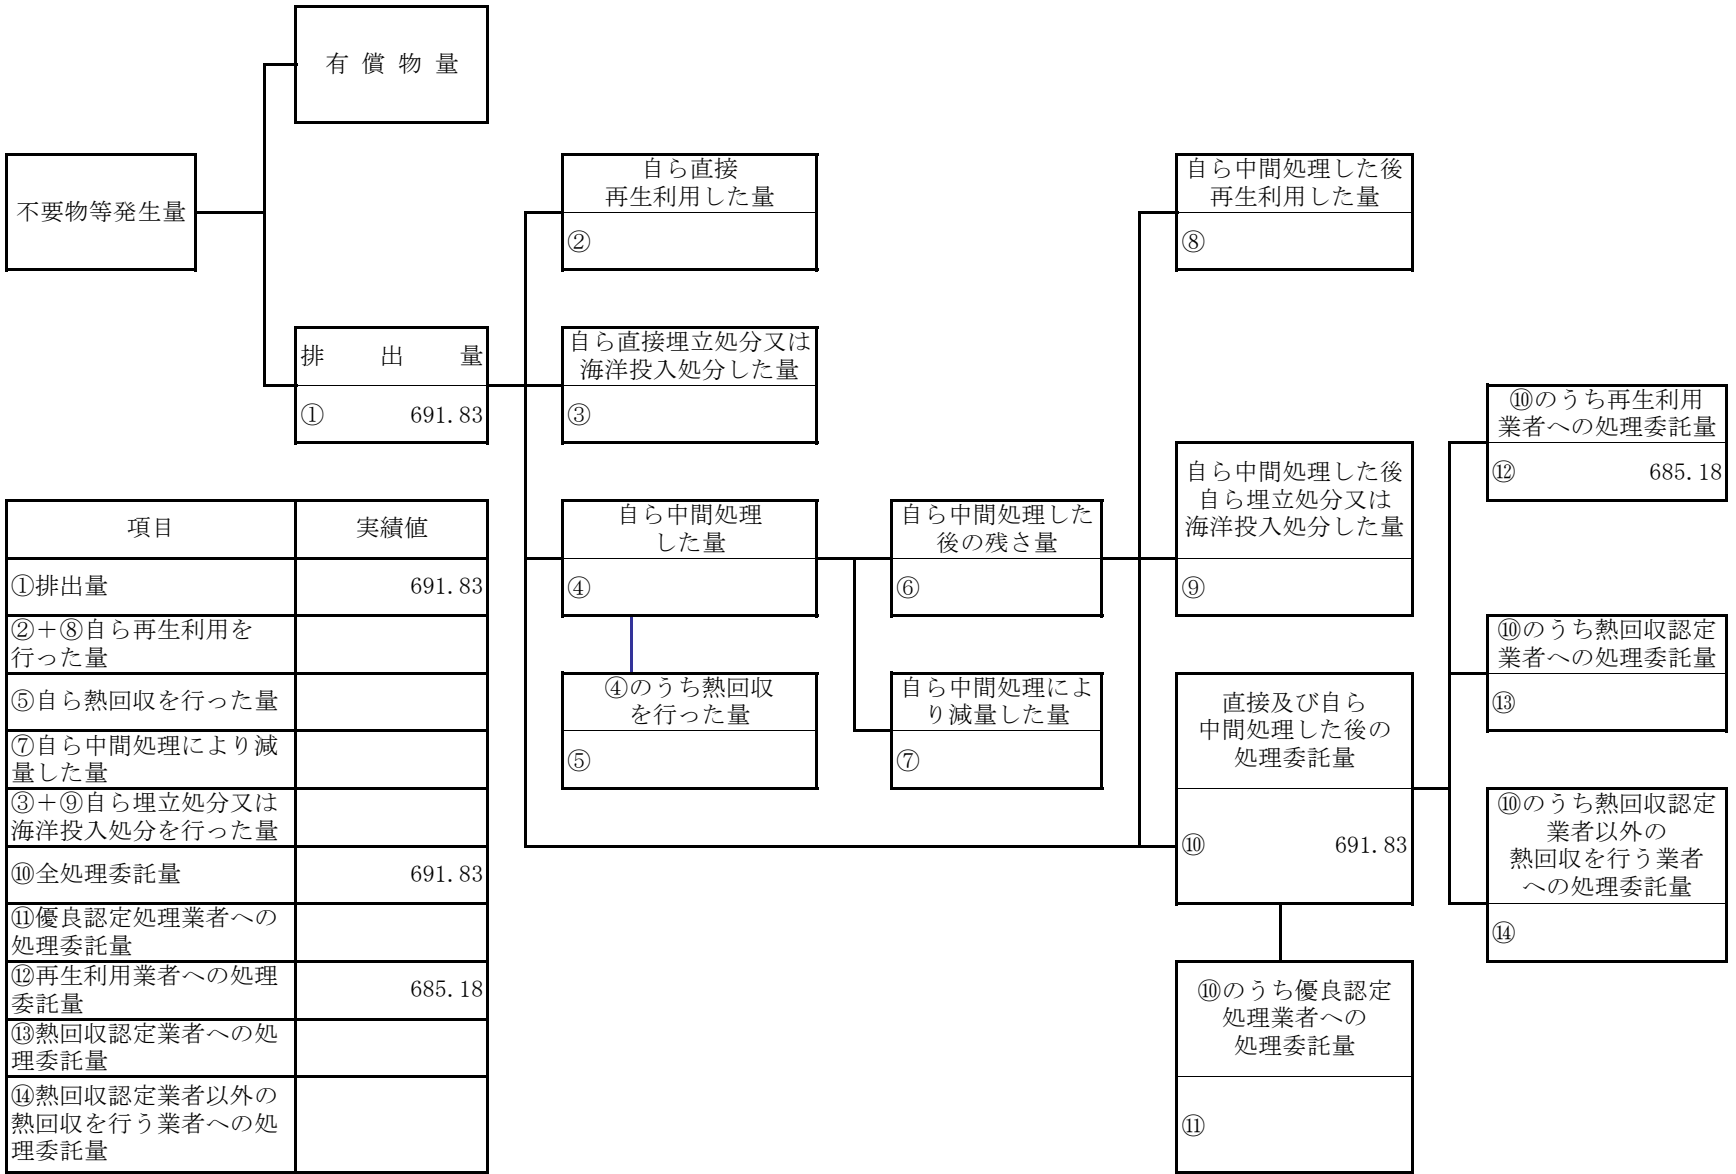 有償物量
不要物等発生量
自ら直接
再生利用した量
②
自ら中間処理した後
再生利用した量
⑧
排出量
① 691.83
自ら直接埋立処分又は
海洋投入処分した量
③
⑩のうち再生利用
業者への処理委託量
⑫ 685.18
自ら中間処理
した量
④
自ら中間処理した
後の残さ量
⑥
自ら中間処理した後
自ら埋立処分又は
海洋投入処分した量
⑨
⑩のうち熱回収認定
業者への処理委託量
⑬
④のうち熱回収
を行った量
⑤
自ら中間処理によ
り減量した量
⑦
直接及び自ら
中間処理した後の
処理委託量
⑩ 691.83
⑩のうち熱回収認定
業者以外の
熱回収を行う業者
への処理委託量
⑭
⑩のうち優良認定
処理業者への
処理委託量
⑪
項目 実績値
①排出量 691.83
②＋⑧自ら再生利用を
行った量
⑤自ら熱回収を行った量
⑦自ら中間処理により減
量した量
③＋⑨自ら埋立処分又は
海洋投入処分を行った量
⑩全処理委託量 691.83
⑪優良認定処理業者への
処理委託量
⑫再生利用業者への処理
委託量 685.18
⑬熱回収認定業者への処
理委託量
⑭熱回収認定業者以外の
熱回収を行う業者への処
理委託量